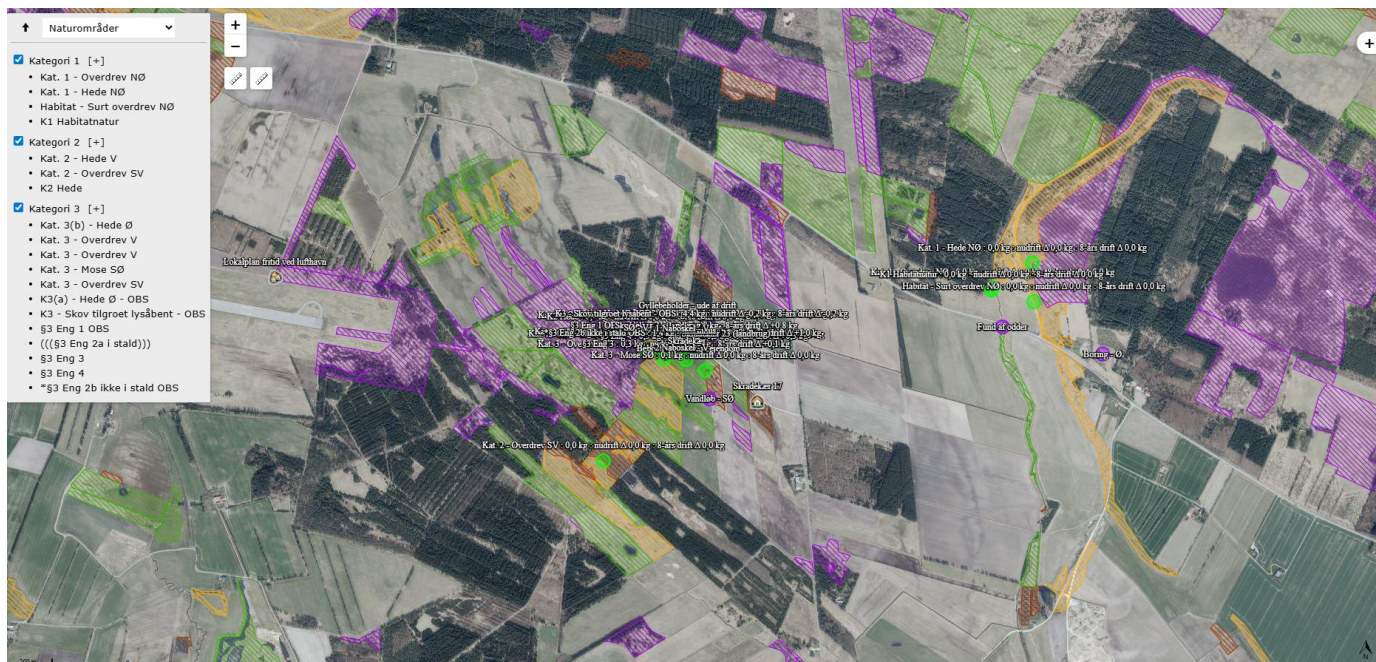 Naturområder
Kategori 1 [+]
Kat. 1 - Overdrev NØ
Kat. 1 - Hede NØ
Habitat - Surt overdrev NØ
K1 Habitatnatur
Kategori 2 [+]
Kat. 2 - Hede V
Kat. 2 - Overdrev SV
K2 Hede
Kategori 3 [+]
Kat. 3(b) - Hede Ø
Kat. 3 - Overdrev V
Kat. 3 - Overdrev V
Kat. 3 - Mose SØ
Kat. 3 - Overdrev SV
K3(a) - Hede Ø - OBS
K3 - Skov tilgroet lysåbent - OBS
§3 Eng 1 OBS
(((§3 Eng 2a i stald)))
§3 Eng 3
§3 Eng 4
*§3 Eng 2b ikke i stald OBS
+
−
+
Kat. 1 - Hede NØ : 0,0 kg · nudrift Δ 0,0 kg · 8-års drift Δ 0,0 kg
Lokalplan fritid ved lufthavn
Habitat - Surt overdrev NØ : 0,0 kg · nudrift Δ 0,0 kg · 8-års drift Δ 0,0 kg
Gyllebeholder - ude af drift
Fund af odder
Boring - Ø
Kat. 3 - Mose SØ : 0,1 kg · nudrift Δ 0,0 kg · 8-års drift Δ 0,0 kg
Skradekær 17
Vandløb - SØ
Kat. 2 - Overdrev SV : 0,0 kg · nudrift Δ 0,0 kg · 8-års drift Δ 0,0 kg
N